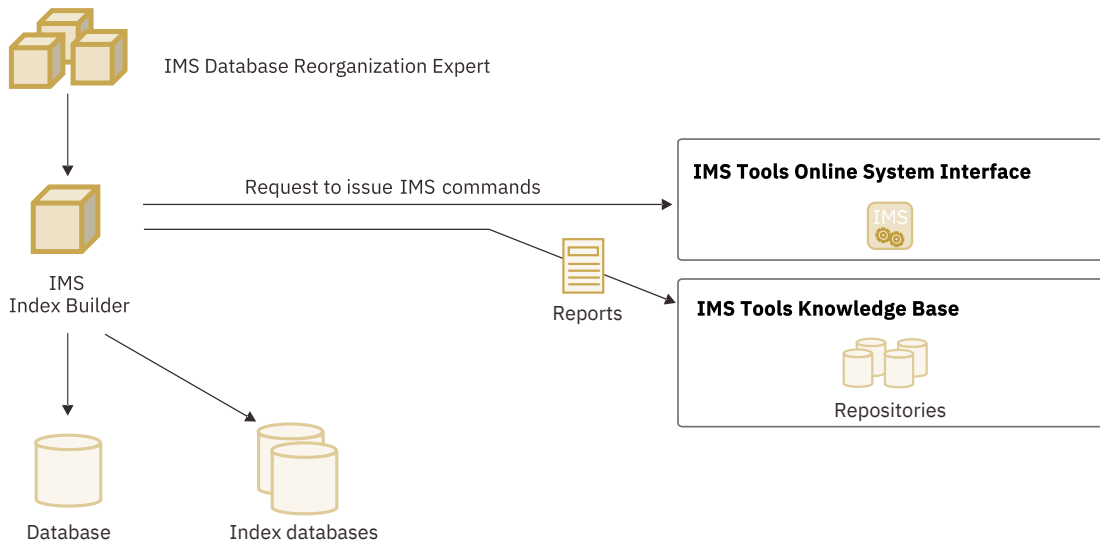 IMS Database Reorganization Expert
Request to issue IMS commands
IMS Tools Online System Interface
IMS
IMS
Index Builder
Reports
IMS Tools Knowledge Base
Repositories
Database
Index databases